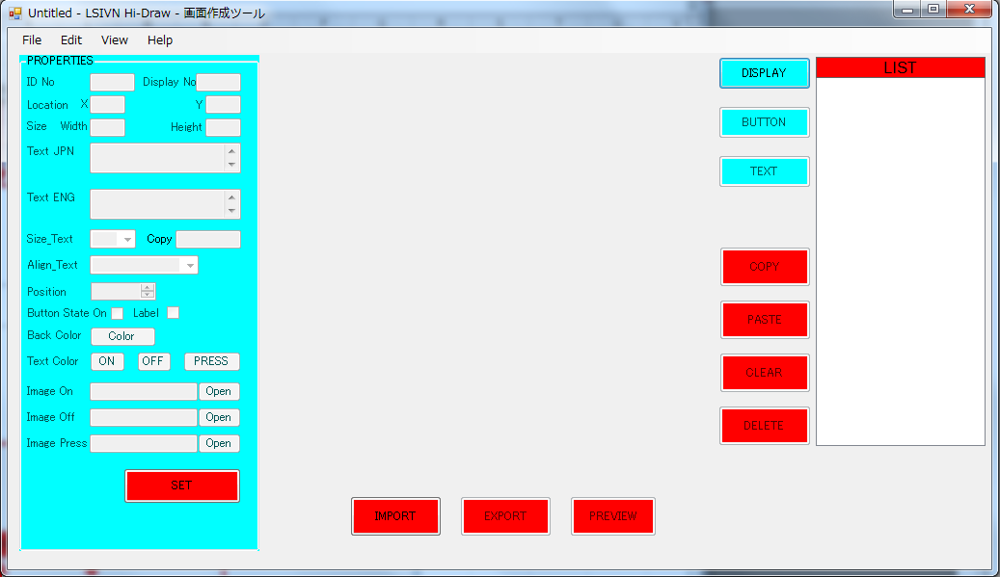 Untitled - LSIVN Hi-Draw - 画面作成ツール
File Edit View Help
PROPERTIES
ID No Display No
Location X Y
Size Width Height
Text JPN
Text ENG
Size_Text Copy
Align_Text
Position
Button State On Label
Back Color Color
Text Color ON OFF PRESS
Image On Open
Image Off Open
Image Press Open
SET
IMPORT EXPORT PREVIEW
DISPLAY
BUTTON
TEXT
COPY
PASTE
CLEAR
DELETE
LIST